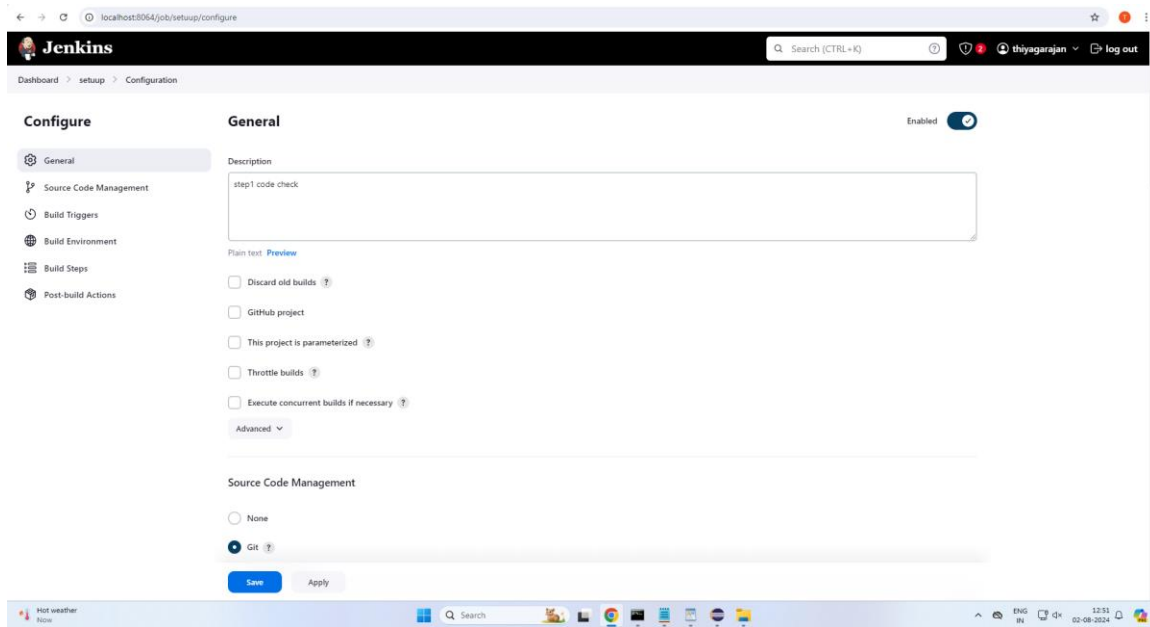 localhost:8064/job/setuup/configure
T
Jenkins
Search (CTRL+K)
?
2
thiyagarajan
log out
Dashboard > setuup > Configuration
Configure
General
Source Code Management
Build Triggers
Build Environment
Build Steps
Post-build Actions
General
Enabled
Description
step1 code check
Plain text Preview
Discard old builds ?
GitHub project
This project is parameterized ?
Throttle builds ?
Execute concurrent builds if necessary ?
Advanced
Source Code Management
None
Git ?
Save
Apply
Hot weather
Now
Search
ENG
IN
12:51
02-08-2024